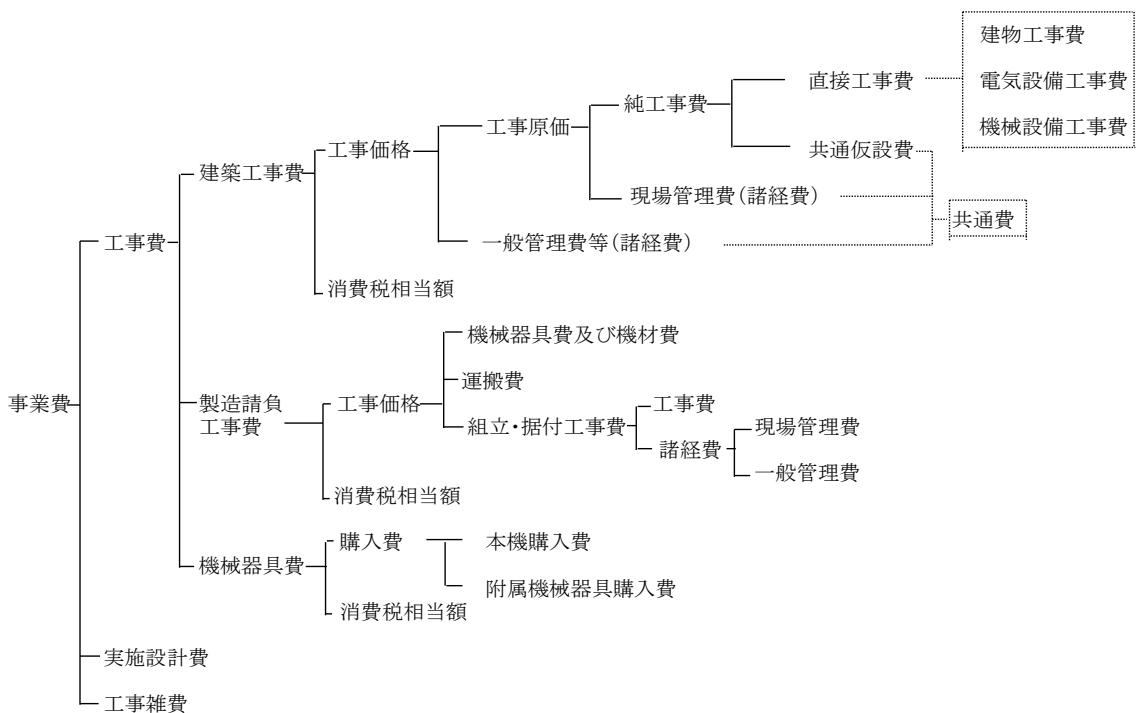 建物工事費
電気設備工事費
機械設備工事費
直接工事費
純工事費
共通仮設費
工事原価
工事価格
建築工事費
現場管理費(諸経費)
共通費
工事費
一般管理費等(諸経費)
消費税相当額
機械器具費及び機材費
運搬費
事業費
製造請負
工事費
工事価格
工事費
組立・据付工事費
現場管理費
諸経費
一般管理費
消費税相当額
購入費
本機購入費
機械器具費
附属機械器具購入費
消費税相当額
実施設計費
工事雑費